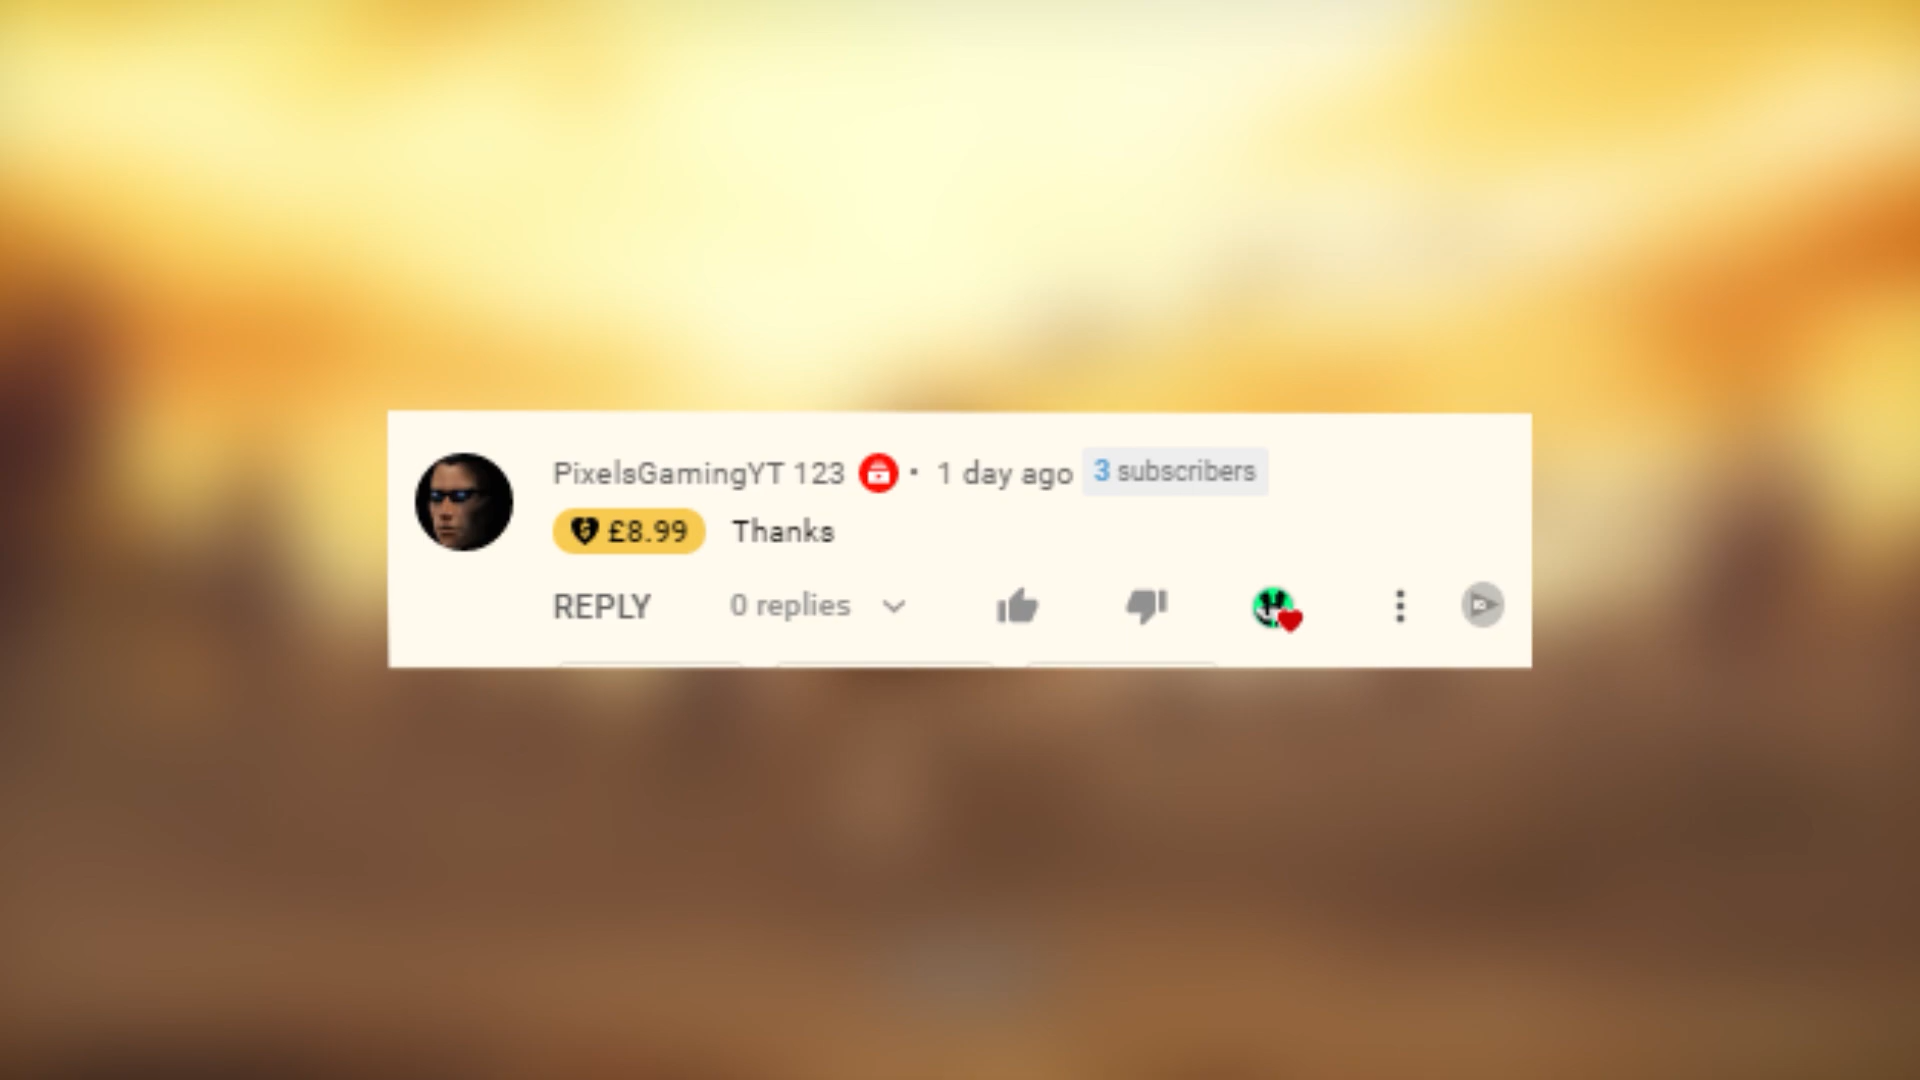 PixelsGamingYT 123 • 1 day ago 3 subscribers
£8.99 Thanks
REPLY 0 replies